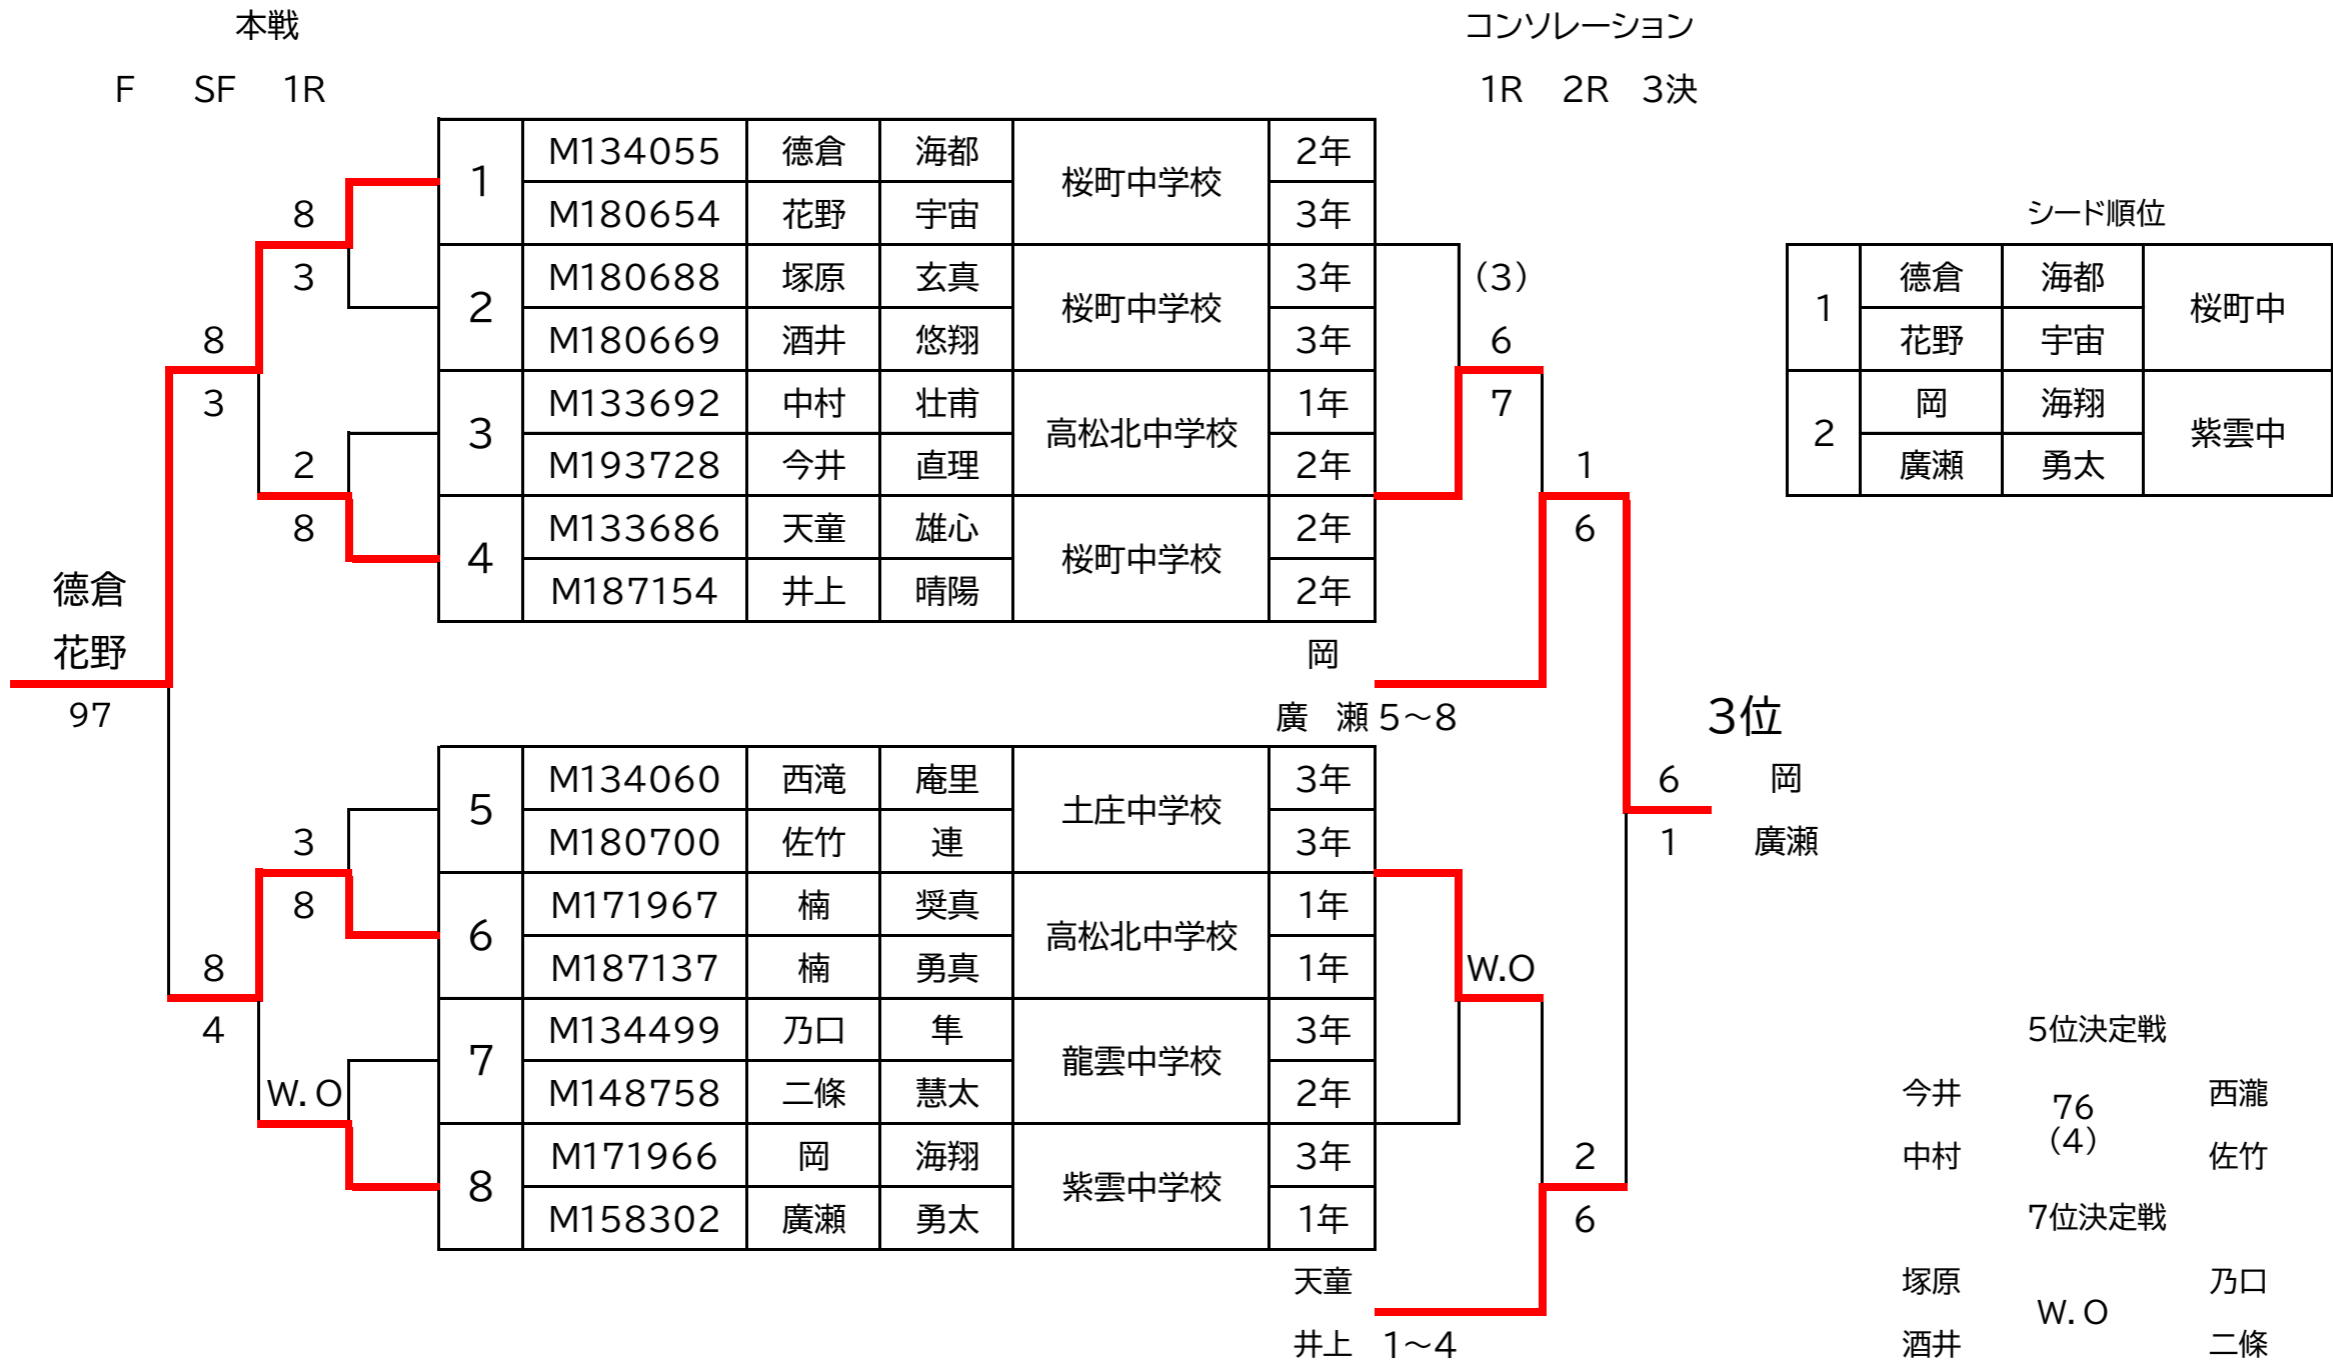 本戦 コンソレーション
F SF 1R 1R 2R 3決
1 M134055 德倉 海都 桜町中学校 2年
8 M180654 花野 宇宙 3年 シード順位
3 2 M180688 塚原 玄真 桜町中学校 3年 (3) 1 德倉 海都 桜町中
8 M180669 酒井 悠翔 3年 6 花野 宇宙
3 3 M133692 中村 壮甫 高松北中学校 1年 7 2 岡 海翔 紫雲中
2 M193728 今井 直理 2年 1 廣瀬 勇太
8 4 M133686 天童 雄心 桜町中学校 2年 6
德倉 M187154 井上 晴陽 2年
花野 岡
97 廣 瀬 5～8 3位
5 M134060 西滝 庵里 土庄中学校 3年 6 岡
3 M180700 佐竹 連 3年 1 廣瀬
8 6 M171967 楠 奨真 高松北中学校 1年
8 M187137 楠 勇真 1年 W.O
4 7 M134499 乃口 隼 龍雲中学校 3年 5位決定戦
W.O M148758 二條 慧太 2年 今井 76 西瀧
8 M171966 岡 海翔 紫雲中学校 3年 2 中村 (4) 佐竹
M158302 廣瀬 勇太 1年 6 7位決定戦
天童 塚原 W.O 乃口
井上 1～4 酒井 二條